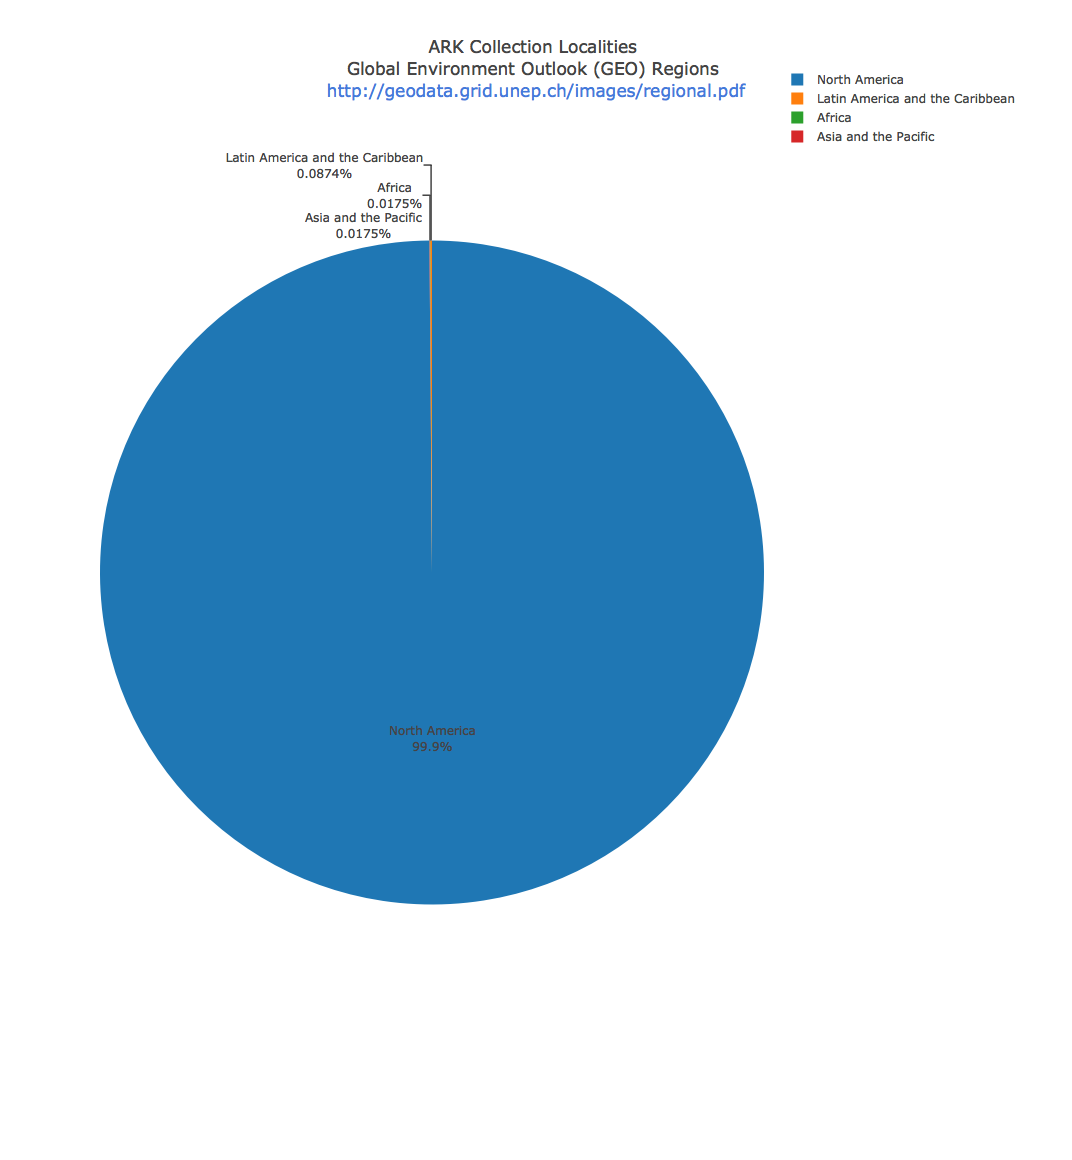 ARK Collection Localities
Global Environment Outlook (GEO) Regions
http://geodata.grid.unep.ch/images/regional.pdf
North America
Latin America and the Caribbean
Africa
Asia and the Pacific
Latin America and the Caribbean
0.0874%
Africa
0.0175%
Asia and the Pacific
0.0175%
North America
99.9%